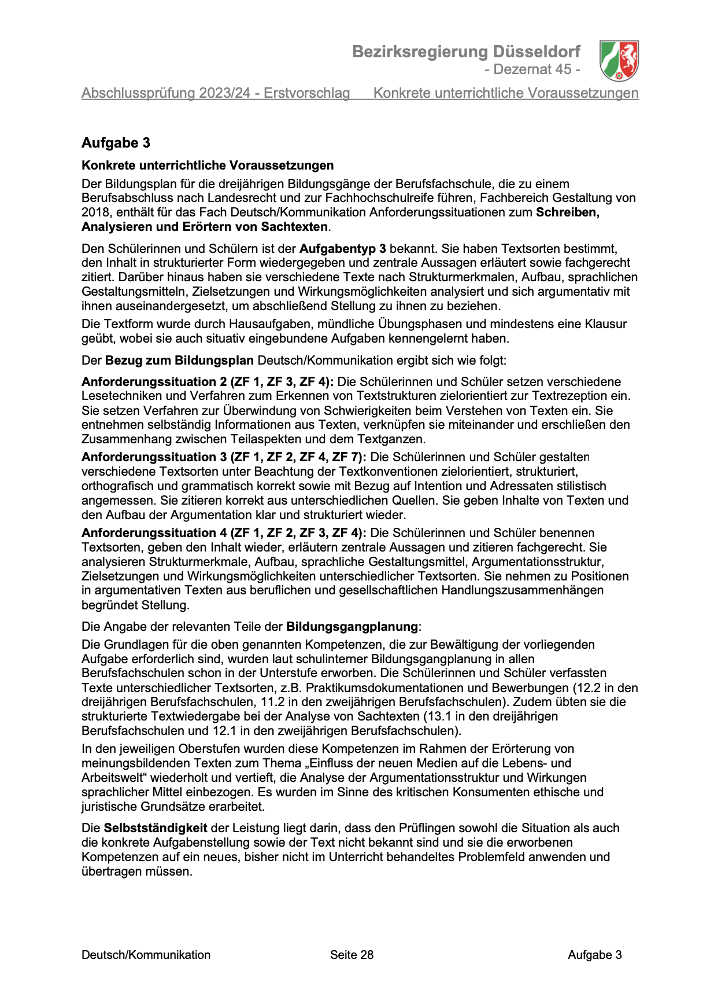 Bezirksregierung Düsseldorf
- Dezernat 45 -
Abschlussprüfung 2023/24 - Erstvorschlag Konkrete unterrichtliche Voraussetzungen
Aufgabe 3
Konkrete unterrichtliche Voraussetzungen
Der Bildungsplan für die dreijährigen Bildungsgänge der Berufsfachschule, die zu einem
Berufsabschluss nach Landesrecht und zur Fachhochschulreife führen, Fachbereich Gestaltung von
2018, enthält für das Fach Deutsch/Kommunikation Anforderungssituationen zum Schreiben,
Analysieren und Erörtern von Sachtexten.
Den Schülerinnen und Schülern ist der Aufgabentyp 3 bekannt. Sie haben Textsorten bestimmt,
den Inhalt in strukturierter Form wiedergegeben und zentrale Aussagen erläutert sowie fachgerecht
zitiert. Darüber hinaus haben sie verschiedene Texte nach Strukturmerkmalen, Aufbau, sprachlichen
Gestaltungsmitteln, Zielsetzungen und Wirkungsmöglichkeiten analysiert und sich argumentativ mit
ihnen auseinandergesetzt, um abschließend Stellung zu ihnen zu beziehen.
Die Textform wurde durch Hausaufgaben, mündliche Übungsphasen und mindestens eine Klausur
geübt, wobei sie auch situativ eingebundene Aufgaben kennengelernt haben.
Der Bezug zum Bildungsplan Deutsch/Kommunikation ergibt sich wie folgt:
Anforderungssituation 2 (ZF 1, ZF 3, ZF 4): Die Schülerinnen und Schüler setzen verschiedene
Lesetechniken und Verfahren zum Erkennen von Textstrukturen zielorientiert zur Textrezeption ein.
Sie setzen Verfahren zur Überwindung von Schwierigkeiten beim Verstehen von Texten ein. Sie
entnehmen selbständig Informationen aus Texten, verknüpfen sie miteinander und erschließen den
Zusammenhang zwischen Teilaspekten und dem Textganzen.
Anforderungssituation 3 (ZF 1, ZF 2, ZF 4, ZF 7): Die Schülerinnen und Schüler gestalten
verschiedene Textsorten unter Beachtung der Textkonventionen zielorientiert, strukturiert,
orthografisch und grammatisch korrekt sowie mit Bezug auf Intention und Adressaten stilistisch
angemessen. Sie zitieren korrekt aus unterschiedlichen Quellen. Sie geben Inhalte von Texten und
den Aufbau der Argumentation klar und strukturiert wieder.
Anforderungssituation 4 (ZF 1, ZF 2, ZF 3, ZF 4): Die Schülerinnen und Schüler benennen
Textsorten, geben den Inhalt wieder, erläutern zentrale Aussagen und zitieren fachgerecht. Sie
analysieren Strukturmerkmale, Aufbau, sprachliche Gestaltungsmittel, Argumentationsstruktur,
Zielsetzungen und Wirkungsmöglichkeiten unterschiedlicher Textsorten. Sie nehmen zu Positionen
in argumentativen Texten aus beruflichen und gesellschaftlichen Handlungszusammenhängen
begründet Stellung.
Die Angabe der relevanten Teile der Bildungsgangplanung:
Die Grundlagen für die oben genannten Kompetenzen, die zur Bewältigung der vorliegenden
Aufgabe erforderlich sind, wurden laut schulinterner Bildungsgangplanung in allen
Berufsfachschulen schon in der Unterstufe erworben. Die Schülerinnen und Schüler verfassten
Texte unterschiedlicher Textsorten, z.B. Praktikumsdokumentationen und Bewerbungen (12.2 in den
dreijährigen Berufsfachschulen, 11.2 in den zweijährigen Berufsfachschulen). Zudem übten sie die
strukturierte Textwiedergabe bei der Analyse von Sachtexten (13.1 in den dreijährigen
Berufsfachschulen und 12.1 in den zweijährigen Berufsfachschulen).
In den jeweiligen Oberstufen wurden diese Kompetenzen im Rahmen der Erörterung von
meinungsbildenden Texten zum Thema „Einfluss der neuen Medien auf die Lebens- und
Arbeitswelt“ wiederholt und vertieft, die Analyse der Argumentationsstruktur und Wirkungen
sprachlicher Mittel einbezogen. Es wurden im Sinne des kritischen Konsumenten ethische und
juristische Grundsätze erarbeitet.
Die Selbstständigkeit der Leistung liegt darin, dass den Prüflingen sowohl die Situation als auch
die konkrete Aufgabenstellung sowie der Text nicht bekannt sind und sie die erworbenen
Kompetenzen auf ein neues, bisher nicht im Unterricht behandeltes Problemfeld anwenden und
übertragen müssen.
Deutsch/Kommunikation Seite 28 Aufgabe 3